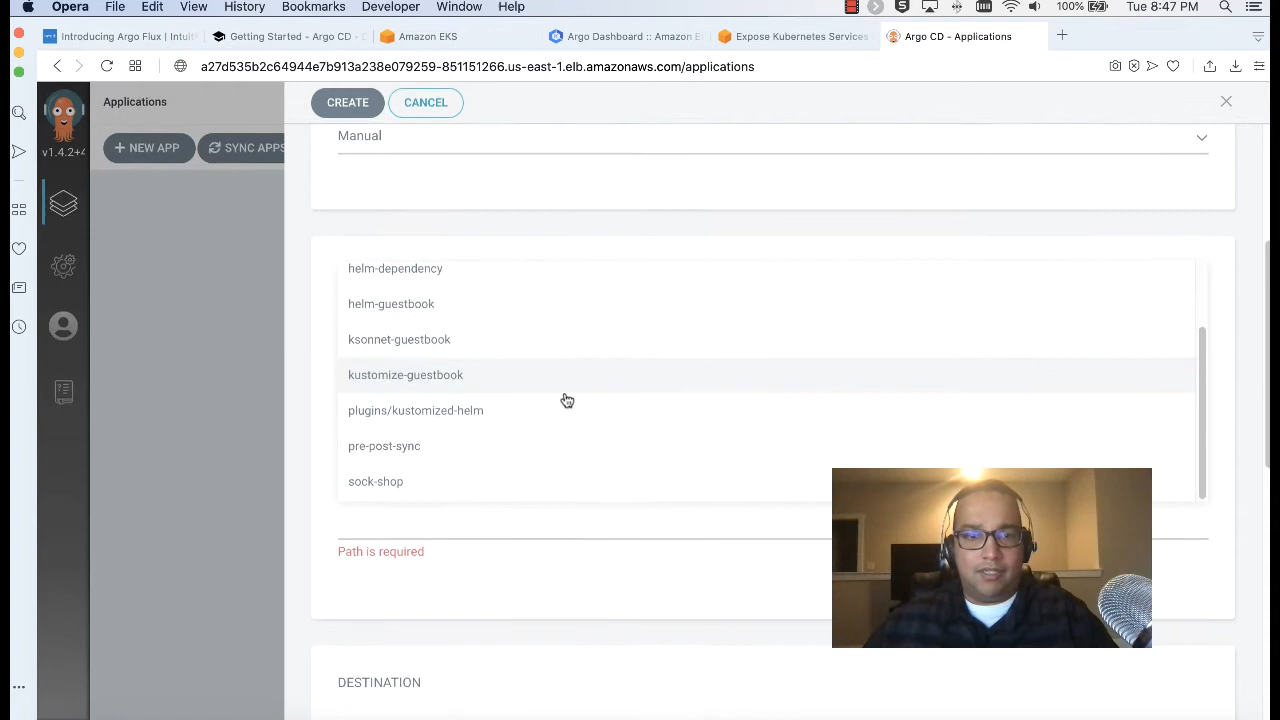 Opera File Edit View History Bookmarks Developer Window Help 100% Tue 8:47 PM
Introducing Argo Flux | Intuit Getting Started - Argo CD - Amazon EKS Argo Dashboard :: Amazon E Expose Kubernetes Services Argo CD - Applications
a27d535b2c64944e7b913a238e079259-851151266.us-east-1.elb.amazonaws.com/applications
Applications
CREATE CANCEL
v1.4.2+
NEW APP SYNC APPS
Manual
helm-dependency
helm-guestbook
ksonnet-guestbook
kustomize-guestbook
plugins/kustomized-helm
pre-post-sync
sock-shop
Path is required
DESTINATION